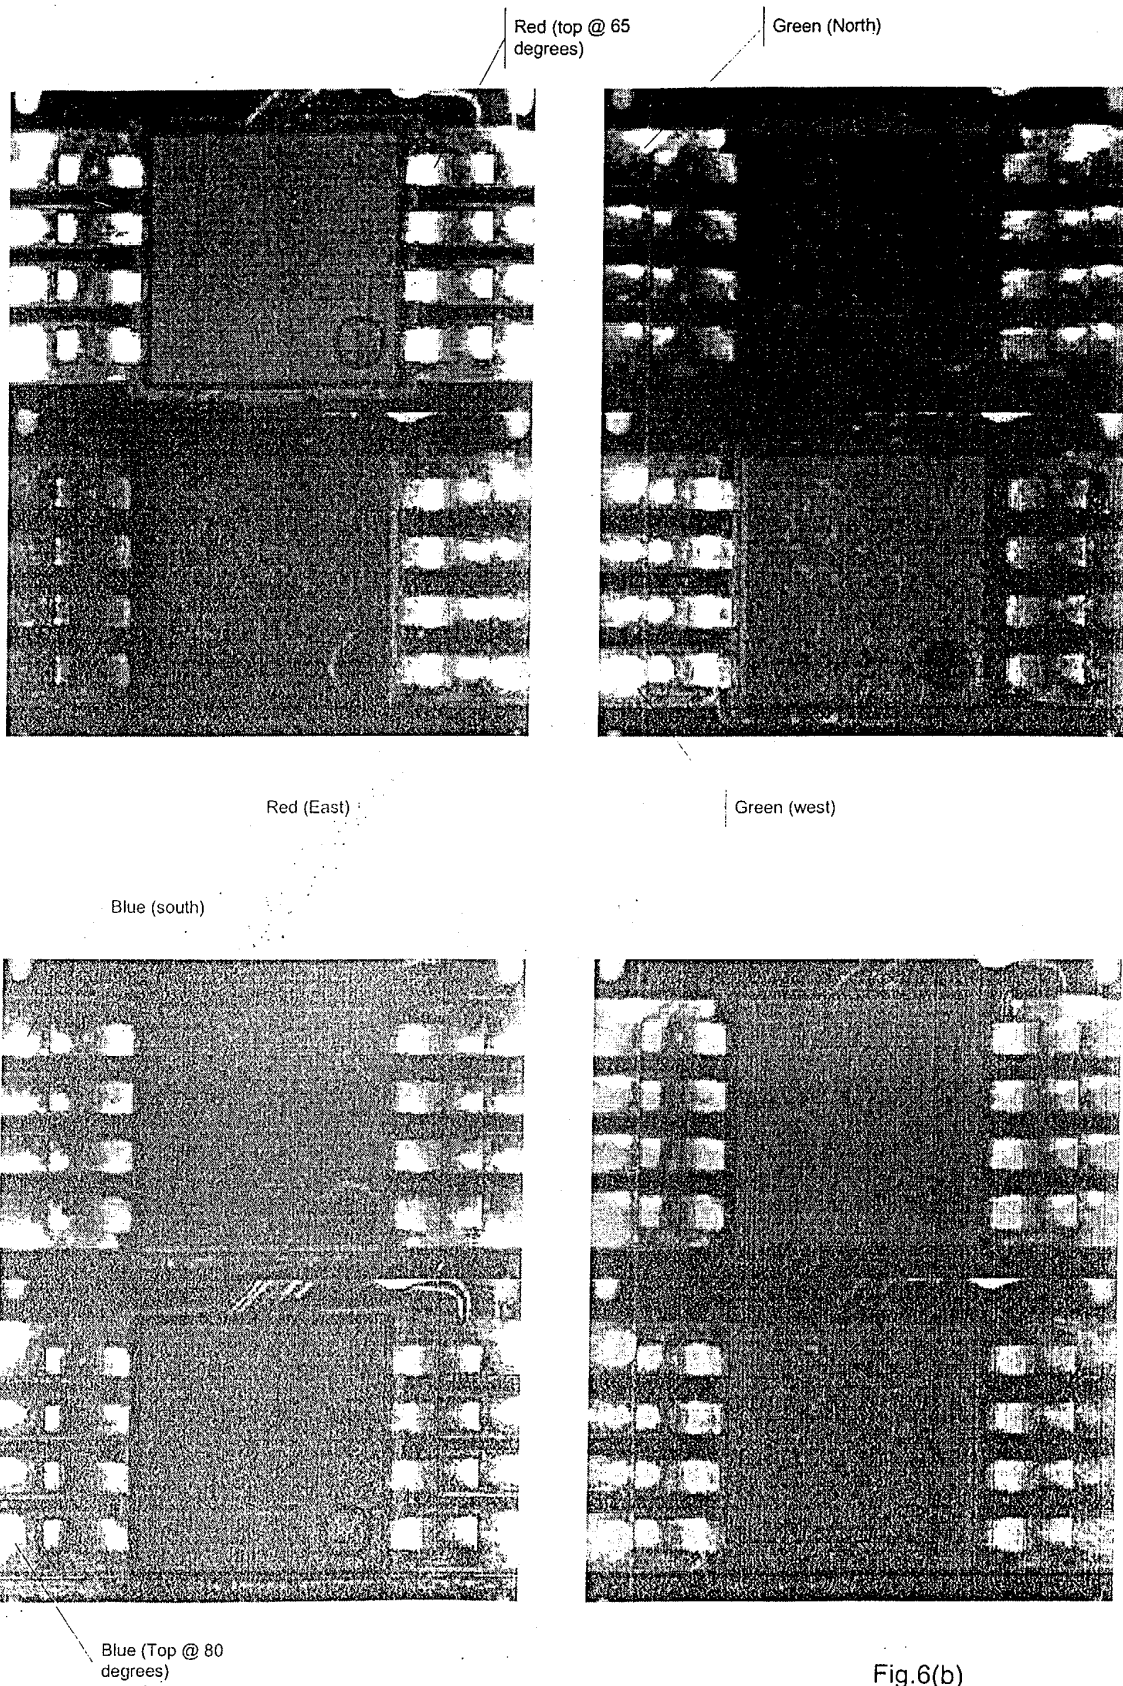 Red (top @ 65
degrees)
Green (North)
Red (East)
Green (west)
Blue (south)
Blue (Top @ 80
degrees)
Fig.6(b)